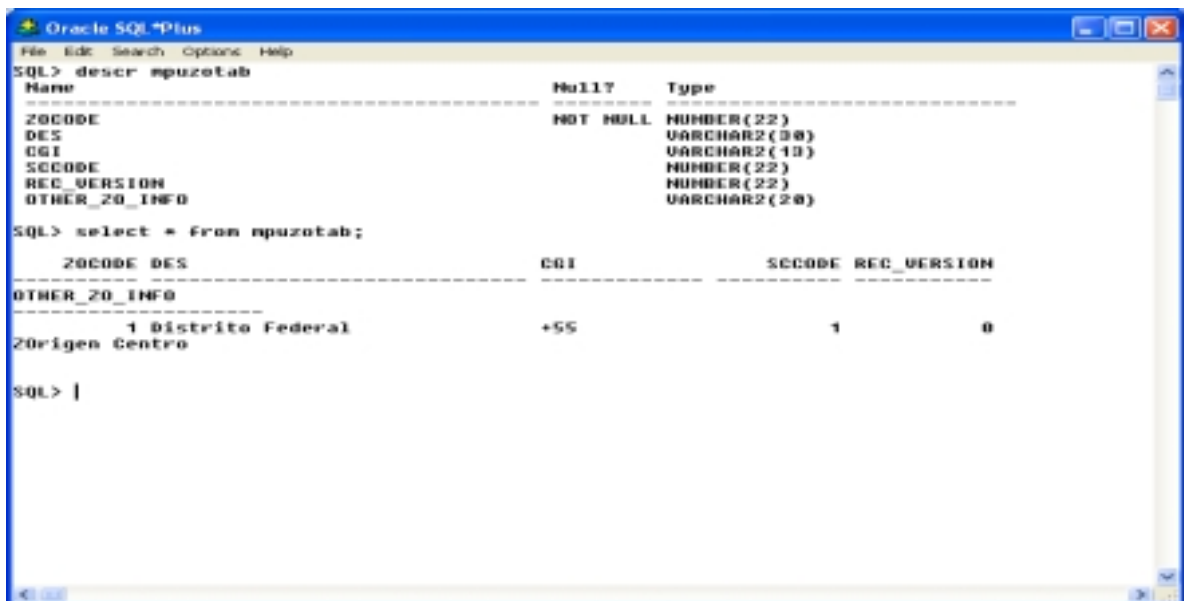 Oracle SQL*Plus
File Edit Search Options Help
SQL> descr mpuzotab
Name Null? Type
----------------------------------------- -------- ----------------------------
ZOCODE NOT NULL NUMBER(22)
DES VARCHAR2(30)
CGI VARCHAR2(13)
SCCODE NUMBER(22)
REC_VERSION NUMBER(22)
OTHER_ZO_INFO VARCHAR2(20)
SQL> select * from mpuzotab;
ZOCODE DES CGI SCCODE REC_VERSION
---------- ------------------------------ ------------- ---------- -----------
OTHER_ZO_INFO
--------------------
1 Distrito Federal +55 1 0
ZOrigen Centro
SQL>